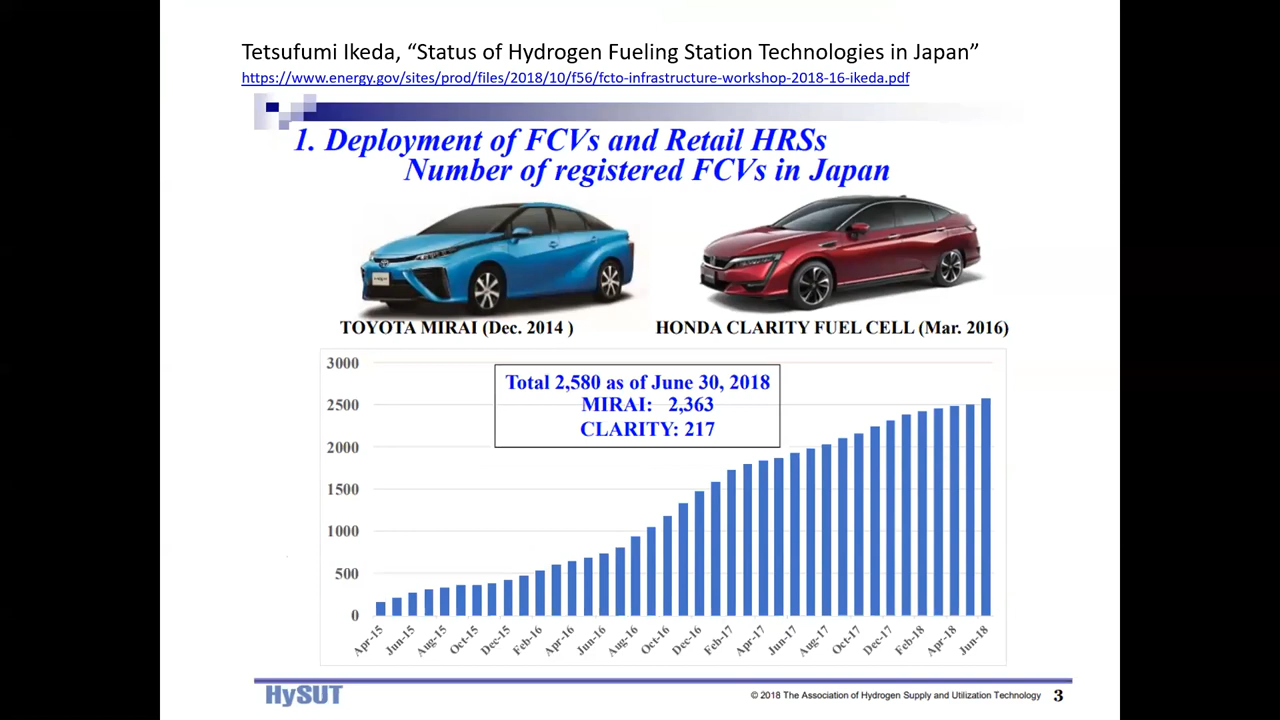 Tetsufumi Ikeda, “Status of Hydrogen Fueling Station Technologies in Japan”
https://www.energy.gov/sites/prod/files/2018/10/f56/fcto-infrastructure-workshop-2018-16-ikeda.pdf
1. Deployment of FCVs and Retail HRSs
Number of registered FCVs in Japan
TOYOTA MIRAI (Dec. 2014 )
HONDA CLARITY FUEL CELL (Mar. 2016)
Total 2,580 as of June 30, 2018
MIRAI: 2,363
CLARITY: 217
3000
2500
2000
1500
1000
500
0
Apr-15
Jun-15
Aug-15
Oct-15
Dec-15
Feb-16
Apr-16
Jun-16
Aug-16
Oct-16
Dec-16
Feb-17
Apr-17
Jun-17
Aug-17
Oct-17
Dec-17
Feb-18
Apr-18
Jun-18
HySUT
© 2018 The Association of Hydrogen Supply and Utilization Technology
3